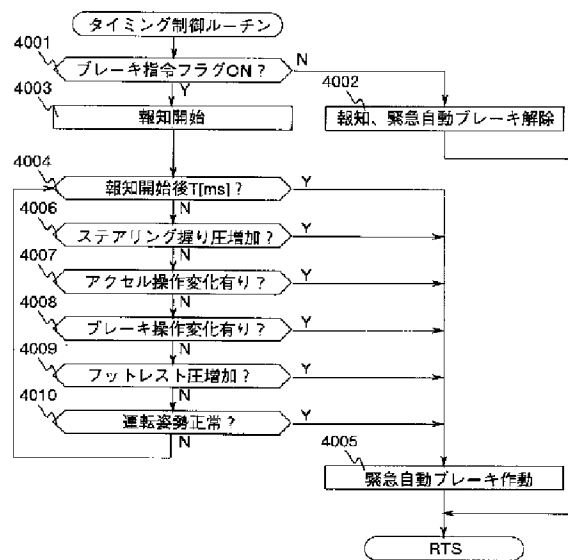 タイミング制御ルーチン
4001
ブレーキ指令フラグON?
N
Y
4002
報知、緊急自動ブレーキ解除
4003
報知開始
4004
報知開始後T[ms]?
Y
N
4006
ステアリング握り圧増加?
Y
N
4007
アクセル操作変化有り?
Y
N
4008
ブレーキ操作変化有り?
Y
N
4009
フットレスト圧増加?
Y
N
4010
運転姿勢正常?
Y
N
4005
緊急自動ブレーキ作動
RTS